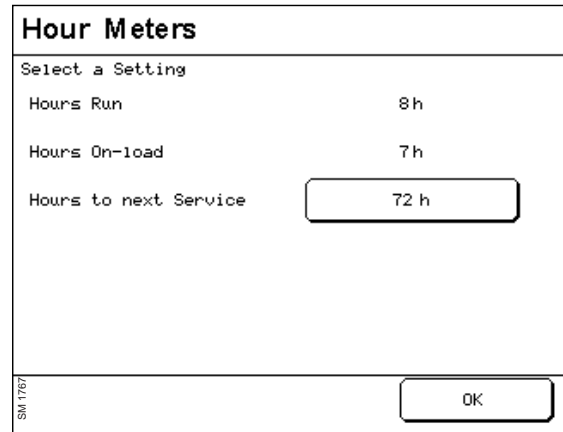 Hour Meters
Select a Setting
Hours Run 8h
Hours On-load 7h
Hours to next Service 72 h
SM 1767
OK